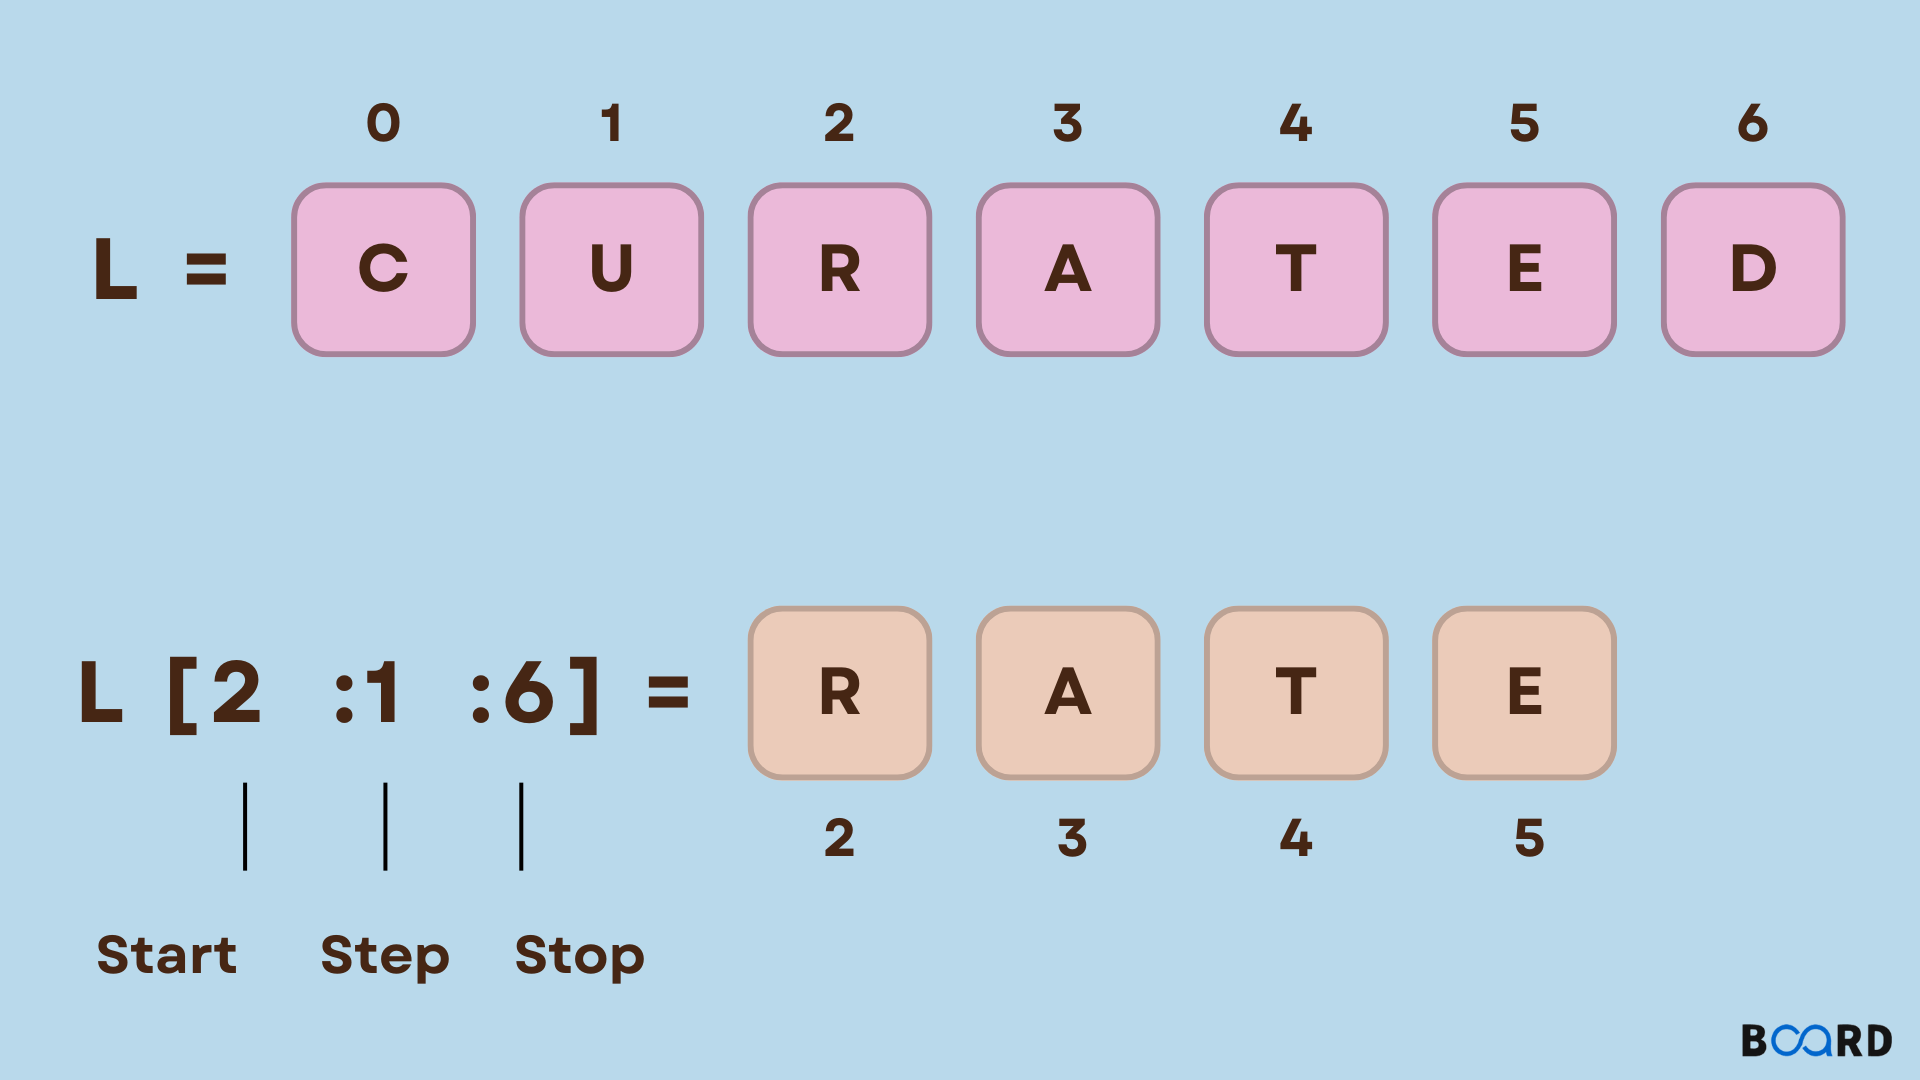 0 1 2 3 4 5 6
L = C U R A T E D
L [2 :1 :6] = R A T E
2 3 4 5
Start Step Stop
BOARD